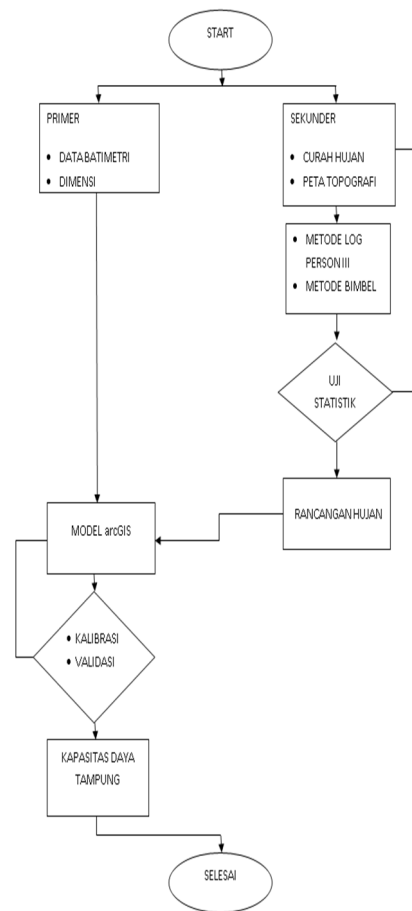 START
PRIMER
• DATA BATIMETRI
• DIMENSI
SEKUNDER
• CURAH HUJAN
• PETA TOPOGRAFI
• METODE LOG
PERSON III
• METODE BIMBEL
UJI
STATISTIK
RANCANGAN HUJAN
MODEL arcGIS
• KALIBRASI
• VALIDASI
KAPASITAS DAYA
TAMPUNG
SELESAI